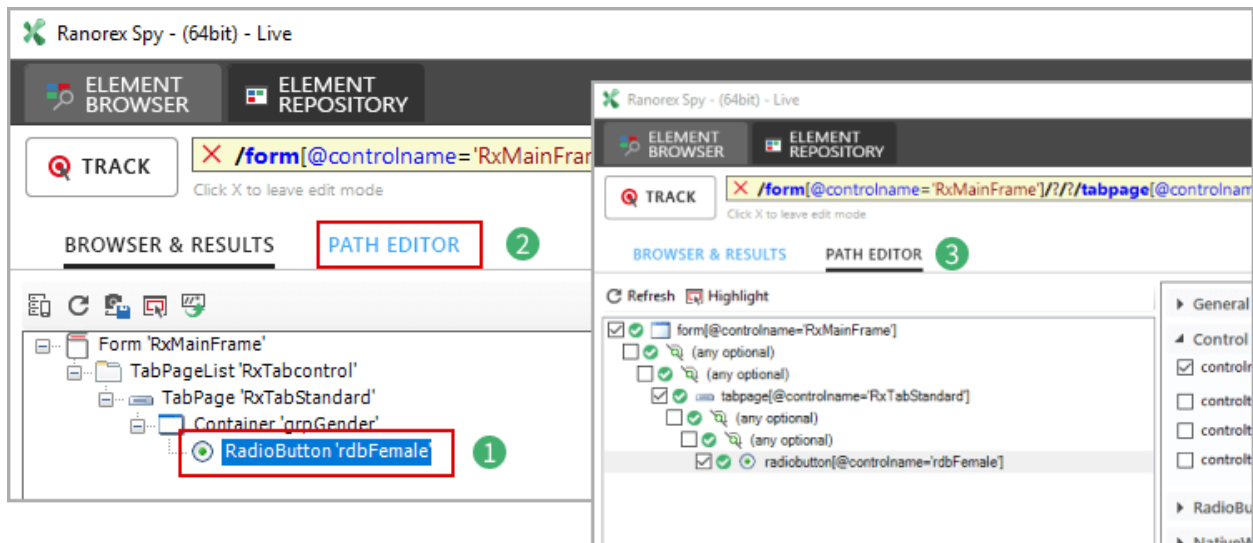 Ranorex Spy - (64bit) - Live
ELEMENT
BROWSER
ELEMENT
REPOSITORY
TRACK
/form[@controlname='RxMainFrar
Click X to leave edit mode
BROWSER & RESULTS
PATH EDITOR
2
Form 'RxMainFrame'
TabPageList 'RxTabcontrol'
TabPage 'RxTabStandard'
Container 'grpGender'
RadioButton 'rdbFemale'
1
Ranorex Spy - (64bit) - Live
ELEMENT
BROWSER
ELEMENT
REPOSITORY
TRACK
/form[@controlname='RxMainFrame']/?/?/tabpage[@controlnam
Click X to leave edit mode
BROWSER & RESULTS
PATH EDITOR
3
Refresh
Highlight
form[@controlname='RxMainFrame']
(any optional)
(any optional)
tabpage[@controlname='RxTabStandard']
(any optional)
(any optional)
radiobutton[@controlname='rdbFemale']
General
Control
controlr
controlt
controlt
controlt
RadioBu
NativeW